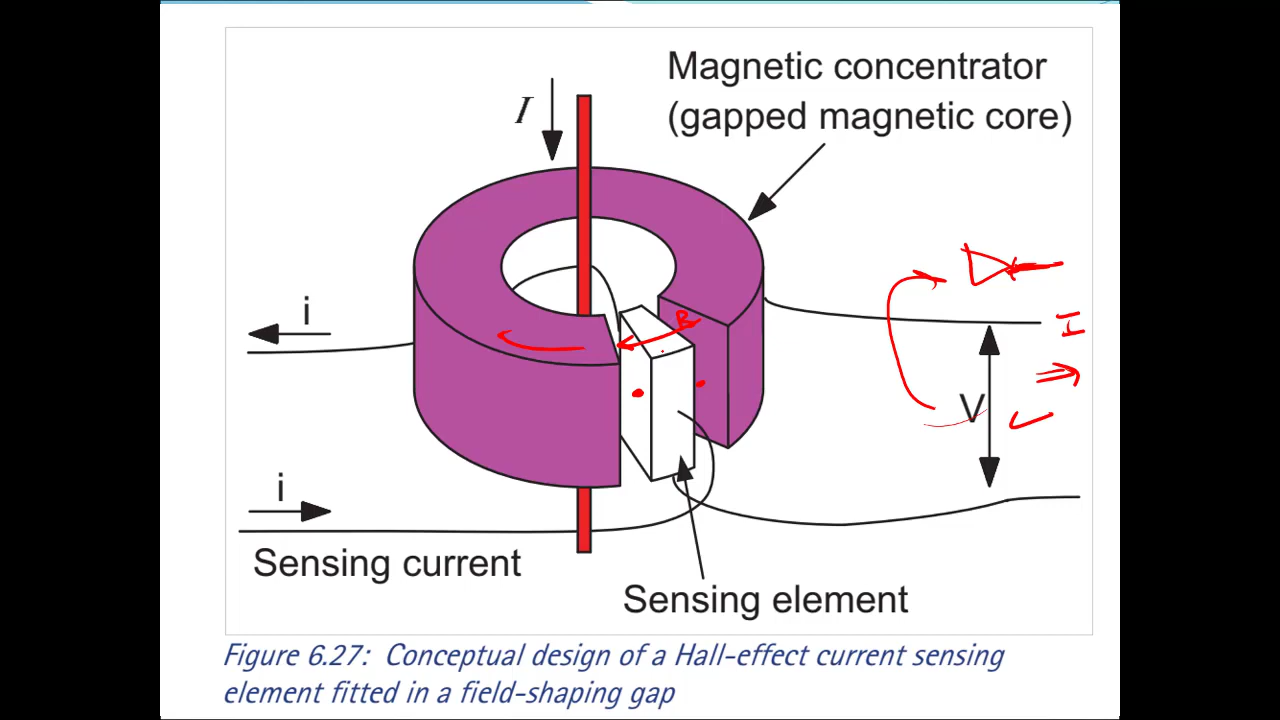 Magnetic concentrator
(gapped magnetic core)
I
B
i
V
i
Sensing current
Sensing element
Figure 6.27: Conceptual design of a Hall-effect current sensing
element fitted in a field-shaping gap